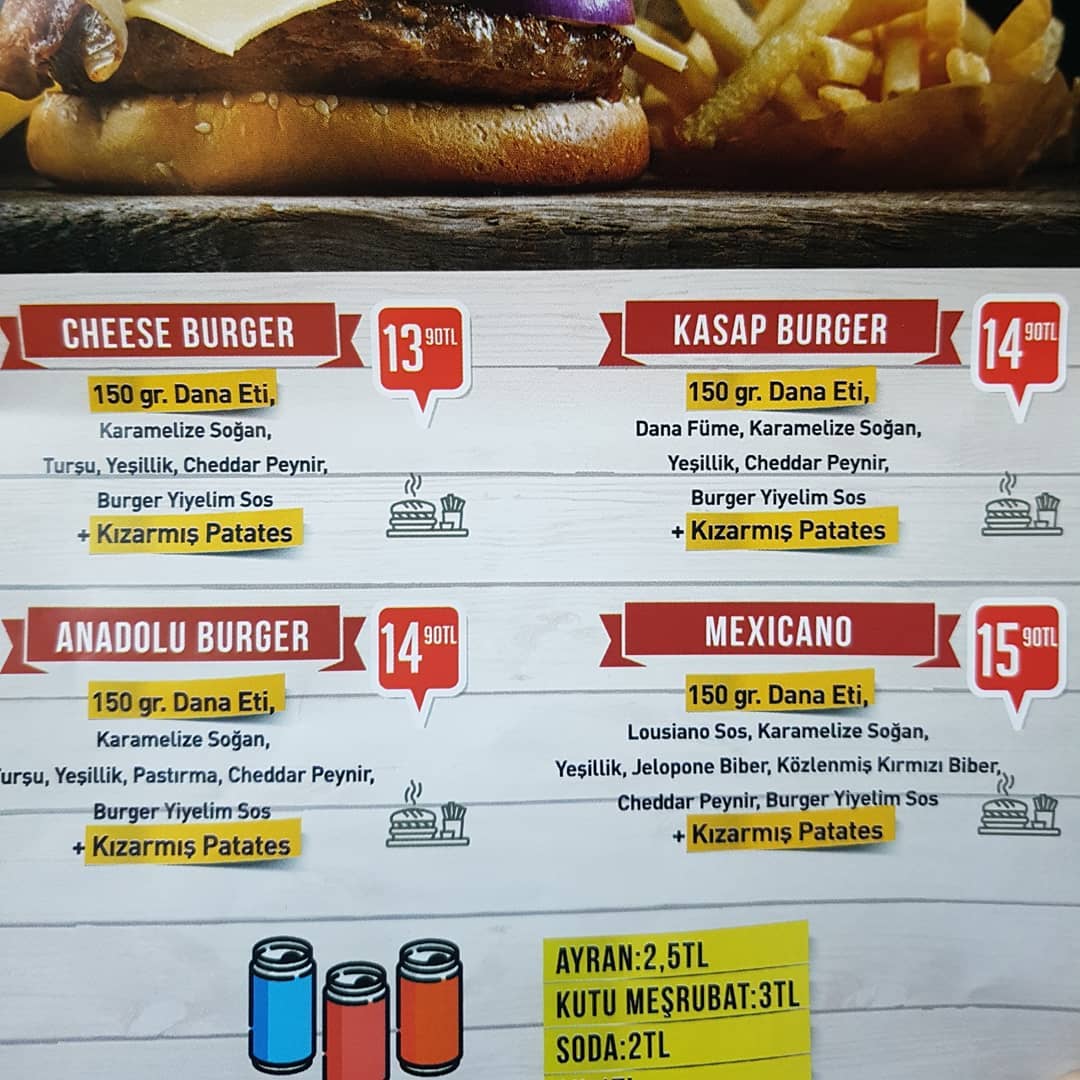 CHEESE BURGER
13 90TL
150 gr. Dana Eti,
Karamelize Soğan,
Turşu, Yeşillik, Cheddar Peynir,
Burger Yiyelim Sos
+ Kızarmış Patates
KASAP BURGER
14 90TL
150 gr. Dana Eti,
Dana Füme, Karamelize Soğan,
Yeşillik, Cheddar Peynir,
Burger Yiyelim Sos
+ Kızarmış Patates
ANADOLU BURGER
14 90TL
150 gr. Dana Eti,
Karamelize Soğan,
urşu, Yeşillik, Pastırma, Cheddar Peynir,
Burger Yiyelim Sos
+ Kızarmış Patates
MEXICANO
15 90TL
150 gr. Dana Eti,
Lousiano Sos, Karamelize Soğan,
Yeşillik, Jelopone Biber, Közlenmiş Kırmızı Biber,
Cheddar Peynir, Burger Yiyelim Sos
+ Kızarmış Patates
AYRAN:2,5TL
KUTU MEŞRUBAT:3TL
SODA:2TL